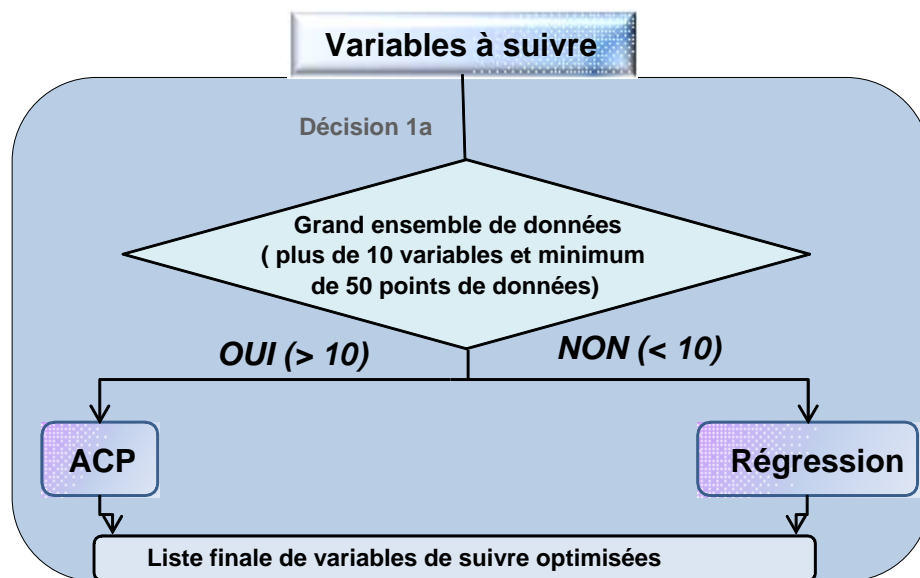 Variables à suivre
Décision 1a
Grand ensemble de données
( plus de 10 variables et minimum
de 50 points de données)
OUI (> 10)
NON (< 10)
ACP
Régression
Liste finale de variables de suivre optimisées